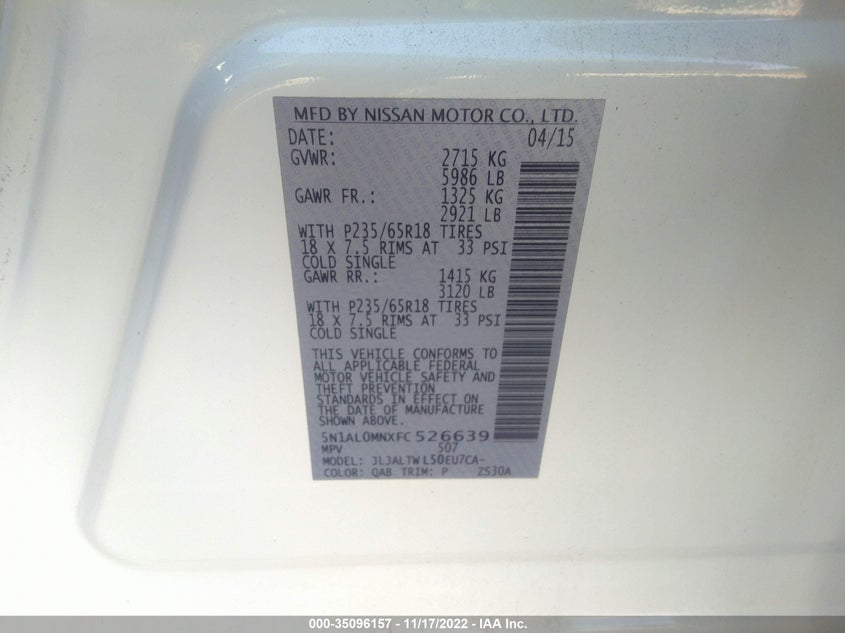 MFD BY NISSAN MOTOR CO., LTD.
DATE: 04/15
GVWR: 2715 KG
5986 LB
GAWR FR.: 1325 KG
2921 LB
WITH P235/65R18 TIRES
18 X 7.5 RIMS AT 33 PSI
COLD SINGLE
GAWR RR.: 1415 KG
3120 LB
WITH P235/65R18 TIRES
18 X 7.5 RIMS AT 33 PSI
COLD SINGLE
THIS VEHICLE CONFORMS TO
ALL APPLICABLE FEDERAL
MOTOR VEHICLE SAFETY AND
THEFT PREVENTION
STANDARDS IN EFFECT ON
THE DATE OF MANUFACTURE
SHOWN ABOVE.
5N1AL0MNXFC526639
MPV S07
MODEL: JLJALTWL50EU7CA-
COLOR: QAB TRIM: P ZS30A
000-35096157 - 11/17/2022 - IAA Inc.